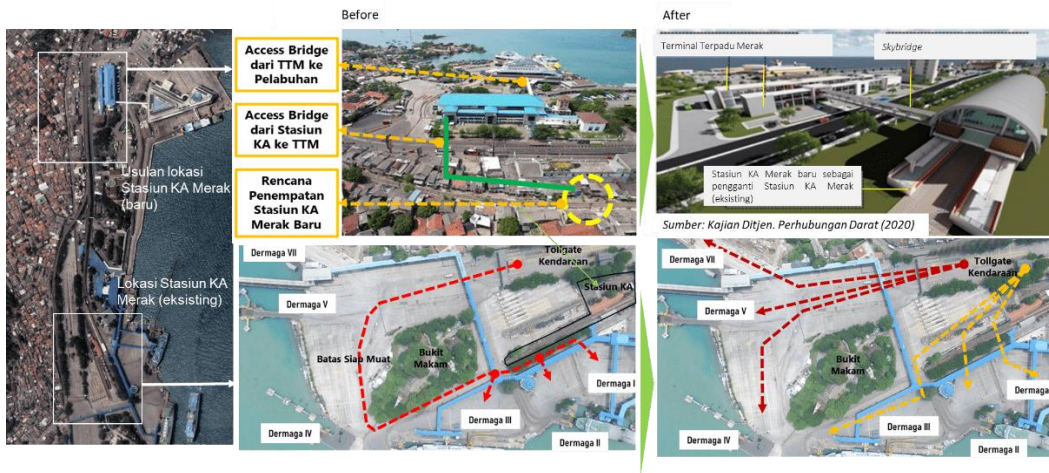 Before
After
Access Bridge
dari TTM ke
Pelabuhan
Access Bridge
dari Stasiun
KA ke TTM
Rencana
Penempatan
Stasiun KA
Merak Baru
Usulan lokasi
Stasiun KA Merak
(baru)
Lokasi Stasiun KA
Merak (eksisting)
Terminal Terpadu Merak
Skybridge
Stasiun KA Merak baru sebagai
pengganti Stasiun KA Merak
(eksisting)
Sumber: Kajian Ditjen. Perhubungan Darat (2020)
Dermaga VII
Tollgate
Kendaraan
Stasiun KA
Dermaga V
Batas Siap Muat
Bukit
Makam
Dermaga I
Dermaga III
Dermaga IV
Dermaga II
Dermaga VII
Tollgate
Kendaraan
Dermaga V
Bukit
Makam
Dermaga
Dermaga III
Dermaga IV
Dermaga II